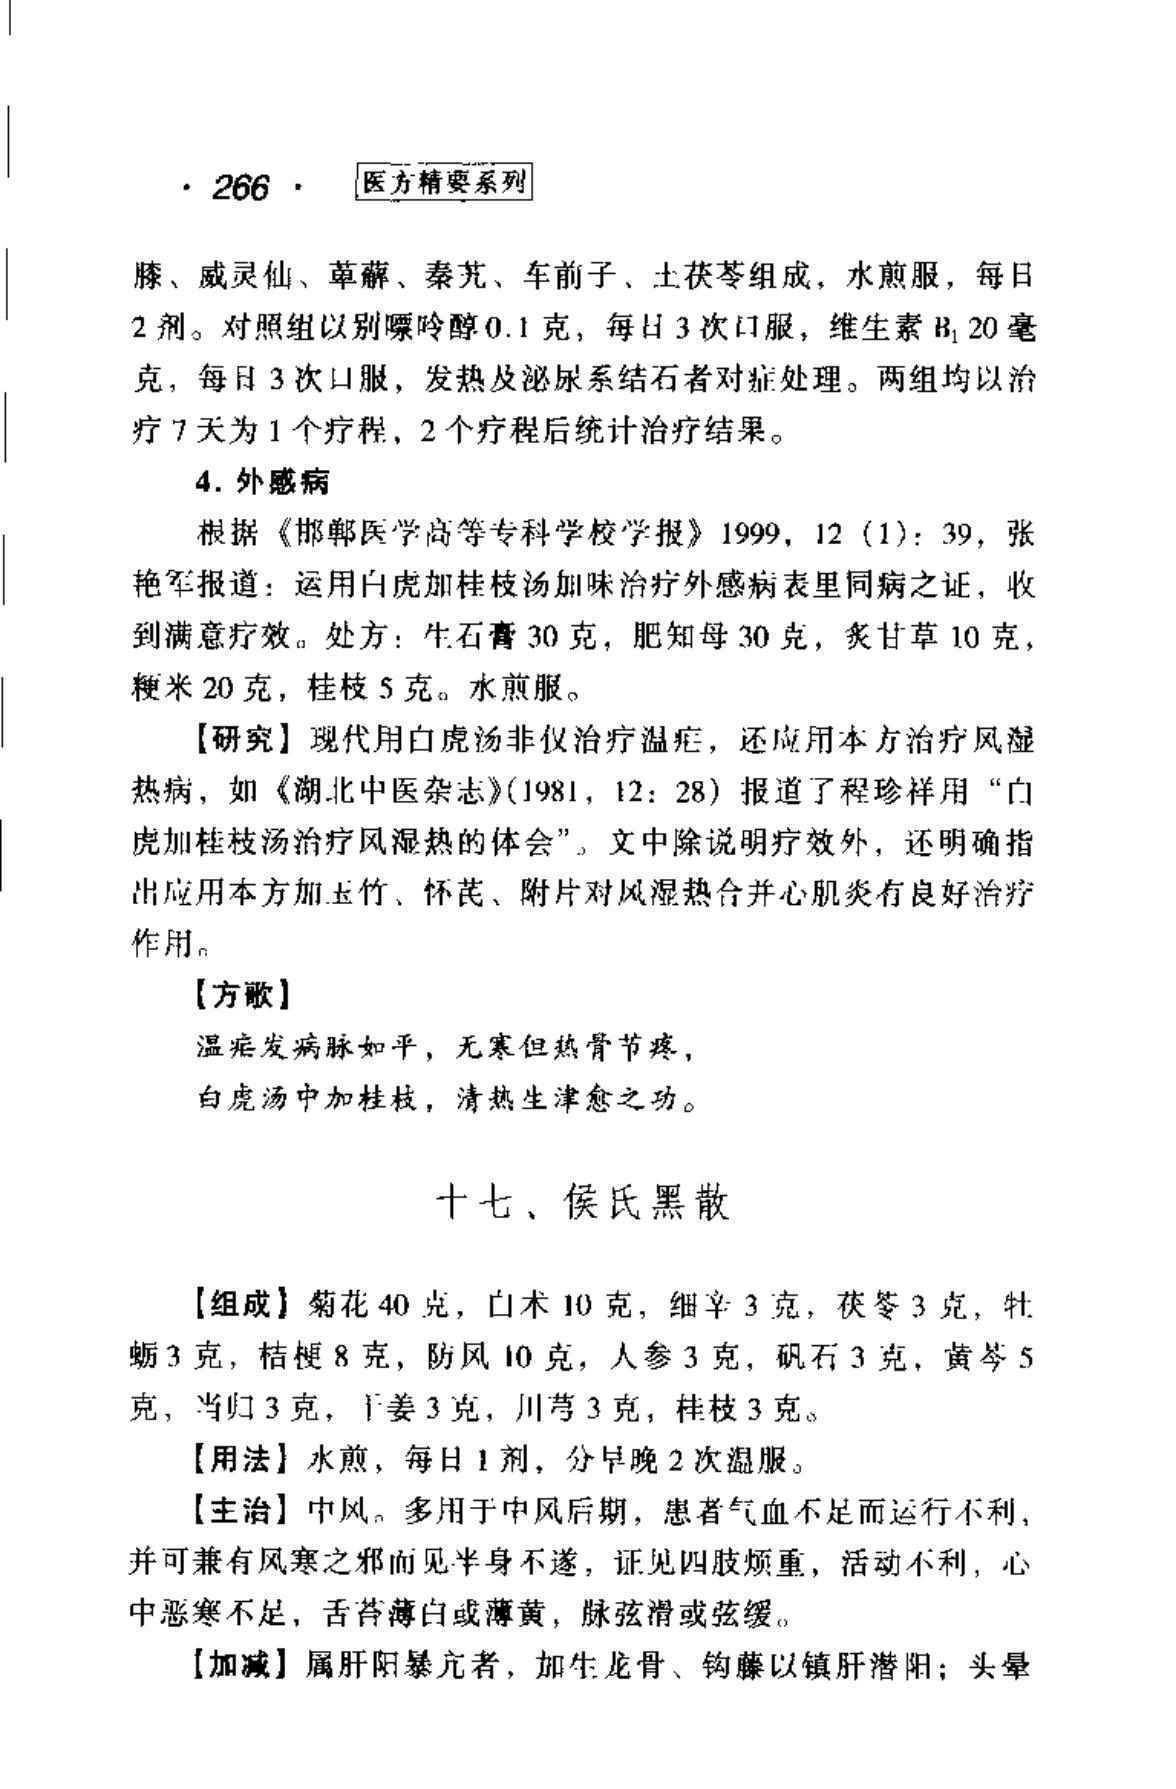 · 266 · 医方精要系列
膝、威灵仙、萆薢、秦艽、车前子、土茯苓组成，水煎服，每日
2 剂。对照组以别嘌呤醇 0.1 克，每日 3 次口服，维生素 B₁ 20 毫
克，每日 3 次口服，发热及泌尿系结石者对症处理。两组均以治
疗 7 天为 1 个疗程，2 个疗程后统计治疗结果。
4. 外感病
根据《邯郸医学高等专科学校学报》1999，12（1）：39，张
艳军报道：运用白虎加桂枝汤加味治疗外感病表里同病之证，收
到满意疗效。处方：生石膏 30 克，肥知母 30 克，炙甘草 10 克，
粳米 20 克，桂枝 5 克。水煎服。
【研究】现代用白虎汤非仅治疗温疟，还应用本方治疗风湿
热病，如《湖北中医杂志》（1981，12：28）报道了程珍祥用“白
虎加桂枝汤治疗风湿热的体会”。文中除说明疗效外，还明确指
出应用本方加玉竹、怀芪、附片对风湿热合并心肌炎有良好治疗
作用。
【方歌】
温疟发病脉如平，无寒但热骨节疼，
白虎汤中加桂枝，清热生津愈之功。
十七、侯氏黑散
【组成】菊花 40 克，白术 10 克，细辛 3 克，茯苓 3 克，牡
蛎 3 克，桔梗 8 克，防风 10 克，人参 3 克，矾石 3 克，黄芩 5
克，当归 3 克，干姜 3 克，川芎 3 克，桂枝 3 克。
【用法】水煎，每日 1 剂，分早晚 2 次温服。
【主治】中风。多用于中风后期，患者气血不足而运行不利，
并可兼有风寒之邪而见半身不遂，证见四肢烦重，活动不利，心
中恶寒不足，舌苔薄白或薄黄，脉弦滑或弦缓。
【加减】属肝阳暴亢者，加生龙骨、钩藤以镇肝潜阳；头晕